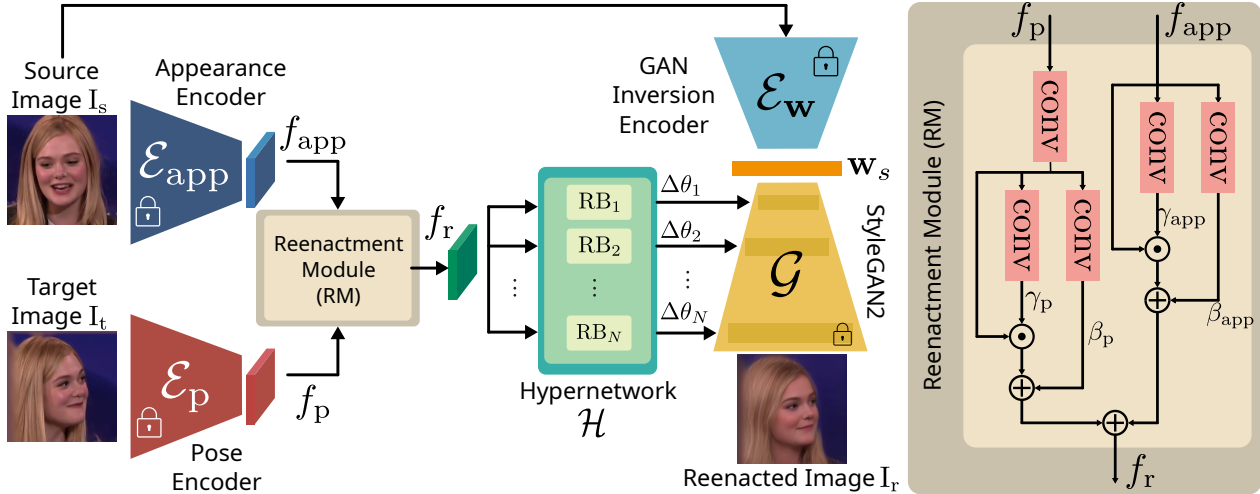 Source
Image I_s
Appearance
Encoder
ℰ_app
f_app
Target
Image I_t
ℰ_p
Pose
Encoder
f_p
Reenactment
Module
(RM)
f_r
RB_1
RB_2
⋮
⋮
RB_N
Hypernetwork
ℋ
Δθ_1
Δθ_2
⋮
Δθ_N
GAN
Inversion
Encoder
ℰ_w
w_s
𝒢
StyleGAN2
Reenacted Image I_r
Reenactment Module (RM)
f_p
f_app
conv
conv
conv
conv
conv
γ_app
γ_p
β_p
β_app
f_r